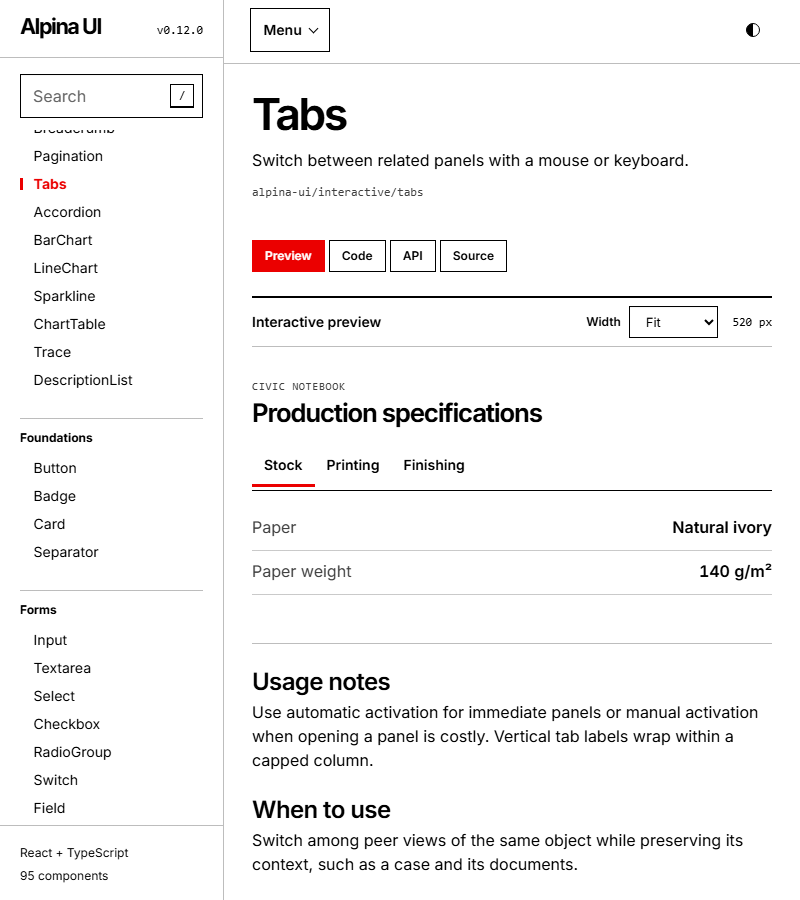 Alpina UI
v0.12.0
Search
/
Breadcrumb
Pagination
Tabs
Accordion
BarChart
LineChart
Sparkline
ChartTable
Trace
DescriptionList
Foundations
Button
Badge
Card
Separator
Forms
Input
Textarea
Select
Checkbox
RadioGroup
Switch
Field
React + TypeScript
95 components
Menu
Tabs
Switch between related panels with a mouse or keyboard.
alpina-ui/interactive/tabs
Preview Code API Source
Interactive preview Width Fit 520 px
CIVIC NOTEBOOK
Production specifications
Stock Printing Finishing
Paper Natural ivory
Paper weight 140 g/m²
Usage notes
Use automatic activation for immediate panels or manual activation
when opening a panel is costly. Vertical tab labels wrap within a
capped column.
When to use
Switch among peer views of the same object while preserving its
context, such as a case and its documents.